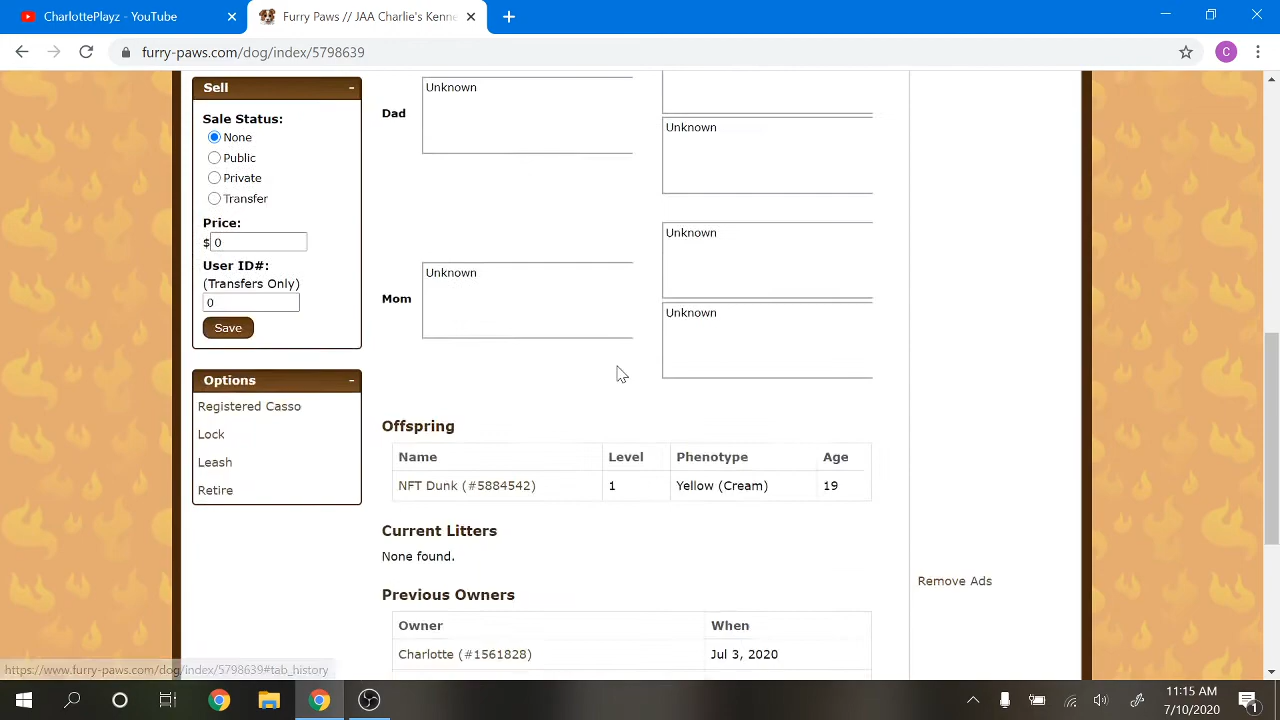 CharlottePlayz - YouTube
Furry Paws // JAA Charlie's Kenne
furry-paws.com/dog/index/5798639
C
Sell
Sale Status:
None
Public
Private
Transfer
Price:
$ 0
User ID#:
(Transfers Only)
0
Save
Options
Registered Casso
Lock
Leash
Retire
Dad
Unknown
Unknown
Unknown
Mom
Unknown
Unknown
Offspring
Name Level Phenotype Age
NFT Dunk (#5884542) 1 Yellow (Cream) 19
Current Litters
None found.
Previous Owners
Owner When
Charlotte (#1561828) Jul 3, 2020
Remove Ads
https://www.furry-paws.com/dog/index/5798639#tab_history
11:15 AM
7/10/2020
1